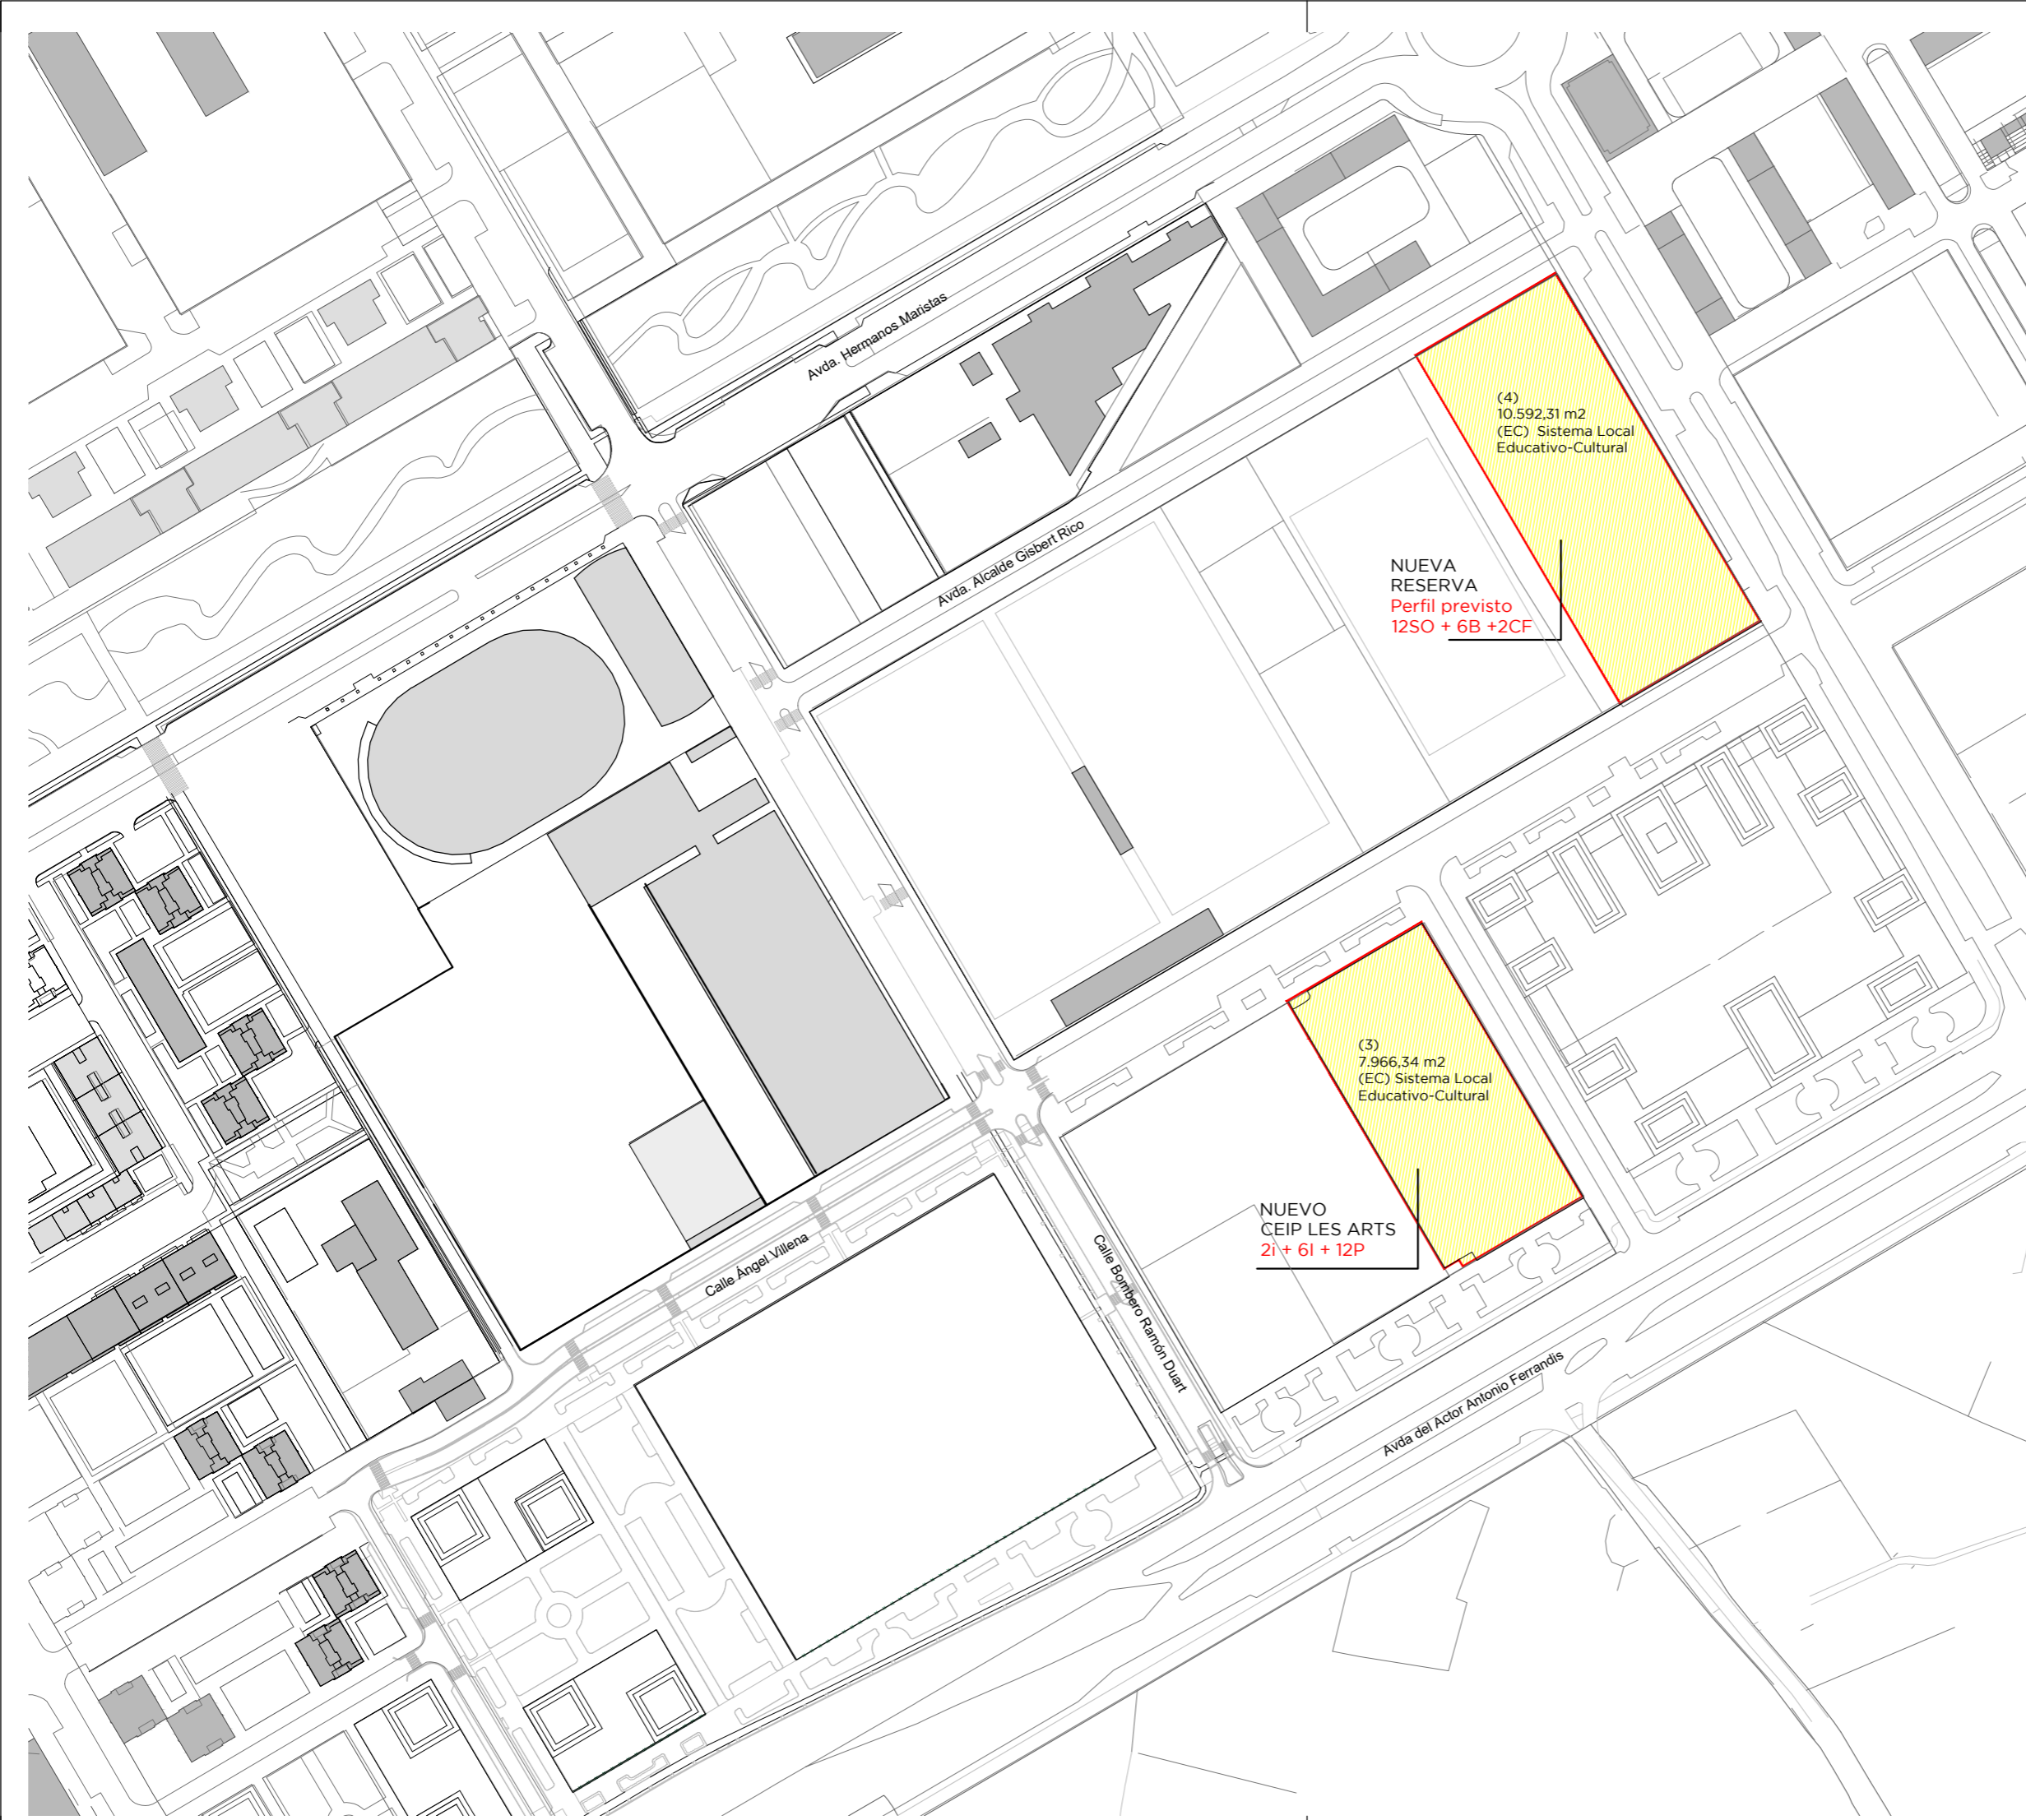 Avda. Hermanos Maristas
(4)
10.592,31 m2
(EC) Sistema Local
Educativo-Cultural
Avda. Alcalde Gisbert Rico
NUEVA
RESERVA
Perfil previsto
12SO + 6B +2CF
(3)
7.966,34 m2
(EC) Sistema Local
Educativo-Cultural
NUEVO
CEIP LES ARTS
2i + 6I + 12P
Calle Ángel Villena
Calle Bombero Ramón Duart
Avda del Actor Antonio Ferrandis